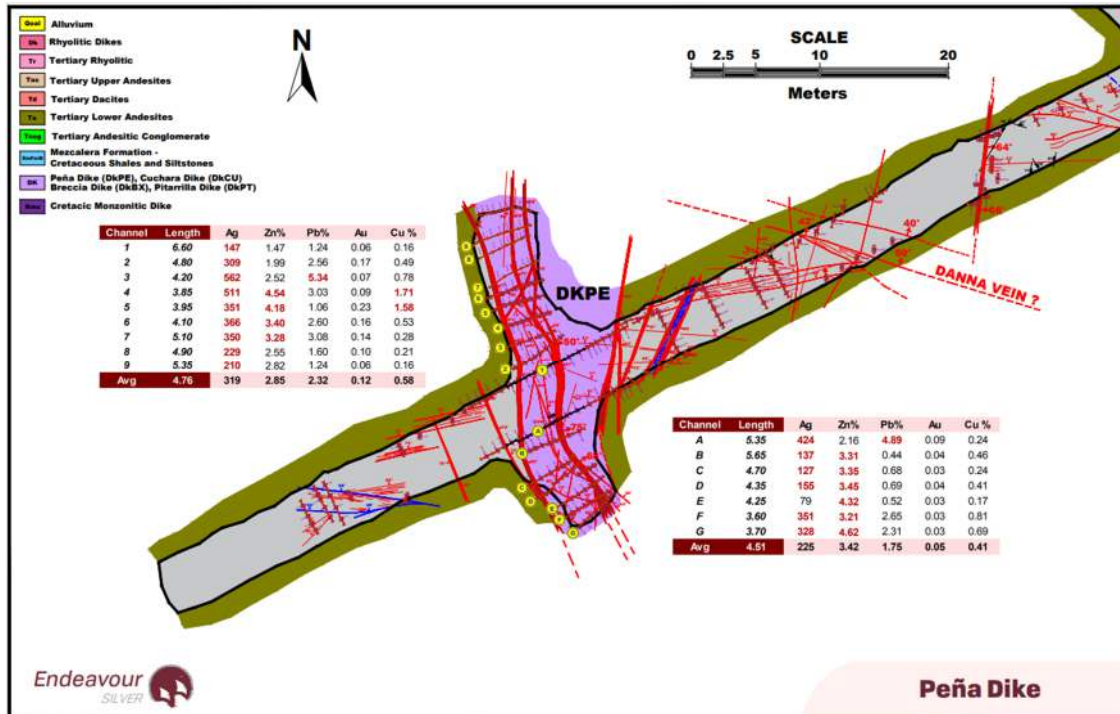 Qoal Alluvium
Rhyolitic Dikes
Tr Tertiary Rhyolitic
Tertiary Upper Andesites
Td Tertiary Dacites
Tertiary Lower Andesites
Tertiary Andesitic Conglomerate
Mezcalera Formation -
Cretaceous Shales and Siltstones
DK Peña Dike (DkPE), Cuchara Dike (DkCU)
Breccia Dike (DkBX), Pitarrilla Dike (DkPT)
Cretacic Monzonitic Dike
N
SCALE
0 2.5 5 10 20
Meters
Channel Length Ag Zn% Pb% Au Cu %
1 6.60 147 1.47 1.24 0.06 0.16
2 4.80 309 1.99 2.56 0.17 0.49
3 4.20 562 2.52 5.34 0.07 0.78
4 3.85 511 4.54 3.03 0.09 1.71
5 3.95 351 4.18 1.06 0.23 1.58
6 4.10 366 3.40 2.60 0.16 0.53
7 5.10 350 3.28 3.08 0.14 0.28
8 4.90 229 2.55 1.60 0.10 0.21
9 5.35 210 2.82 1.24 0.06 0.16
Avg 4.76 319 2.85 2.32 0.12 0.58
DKPE
DANNA VEIN ?
64°
40°
7
3
2
1
A
B
C
G
Channel Length Ag Zn% Pb% Au Cu %
A 5.35 424 2.16 4.89 0.09 0.24
B 5.65 137 3.31 0.44 0.04 0.46
C 4.70 127 3.35 0.68 0.03 0.24
D 4.35 155 3.45 0.69 0.04 0.41
E 4.25 79 4.32 0.52 0.03 0.17
F 3.60 351 3.21 2.65 0.03 0.81
G 3.70 328 4.62 2.31 0.03 0.69
Avg 4.51 225 3.42 1.75 0.05 0.41
Endeavour
SILVER
Peña Dike